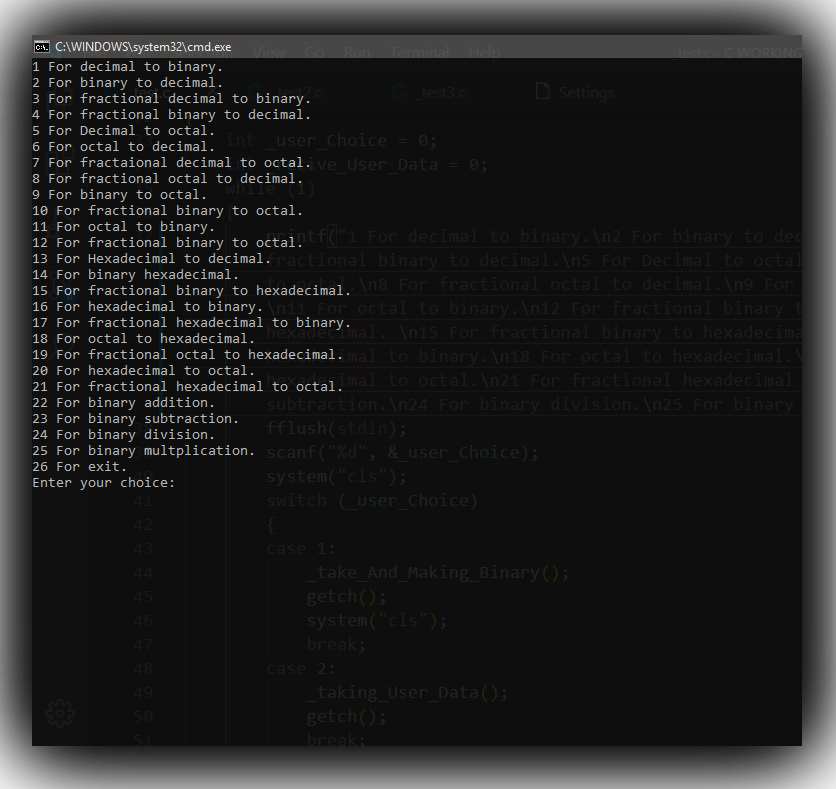 C:\WINDOWS\system32\cmd.exe
View Go Run Terminal Help
_test.c - C WORKING
1 For decimal to binary.
2 For binary to decimal.
3 For fractional decimal to binary.
4 For fractional binary to decimal.
5 For Decimal to octal.
6 For octal to decimal.
7 For fractaional decimal to octal.
8 For fractional octal to decimal.
9 For binary to octal.
10 For fractional binary to octal.
11 For octal to binary.
12 For fractional binary to octal.
13 For Hexadecimal to decimal.
14 For binary hexadecimal.
15 For fractional binary to hexadecimal.
16 For hexadecimal to binary.
17 For fractional hexadecimal to binary.
18 For octal to hexadecimal.
19 For fractional octal to hexadecimal.
20 For hexadecimal to octal.
21 For fractional hexadecimal to octal.
22 For binary addition.
23 For binary subtraction.
24 For binary division.
25 For binary multplication.
26 For exit.
Enter your choice:
_test3.c
Settings
int _user_Choice = 0;
_User_Data = 0;
while (1)
printf("1 For decimal to binary.\n2 For binary to dec
fractional binary to decimal.\n5 For Decimal to octal
to octal.\n8 For fractional octal to decimal.\n9 For
\n11 For octal to binary.\n12 For fractional binary t
hexadecimal. \n15 For fractional binary to hexadecima
to binary.\n18 For octal to hexadecimal.\
hexadecimal to octal.\n21 For fractional hexadecimal
subtraction.\n24 For binary division.\n25 For binary
fflush(stdin);
scanf("%d", &_user_Choice);
40 system("cls");
41 switch (_user_Choice)
42 {
43 case 1:
44 _take_And_Making_Binary();
45 getch();
46 system("cls");
47 break;
48 case 2:
49 _taking_User_Data();
50 getch();
51 break;